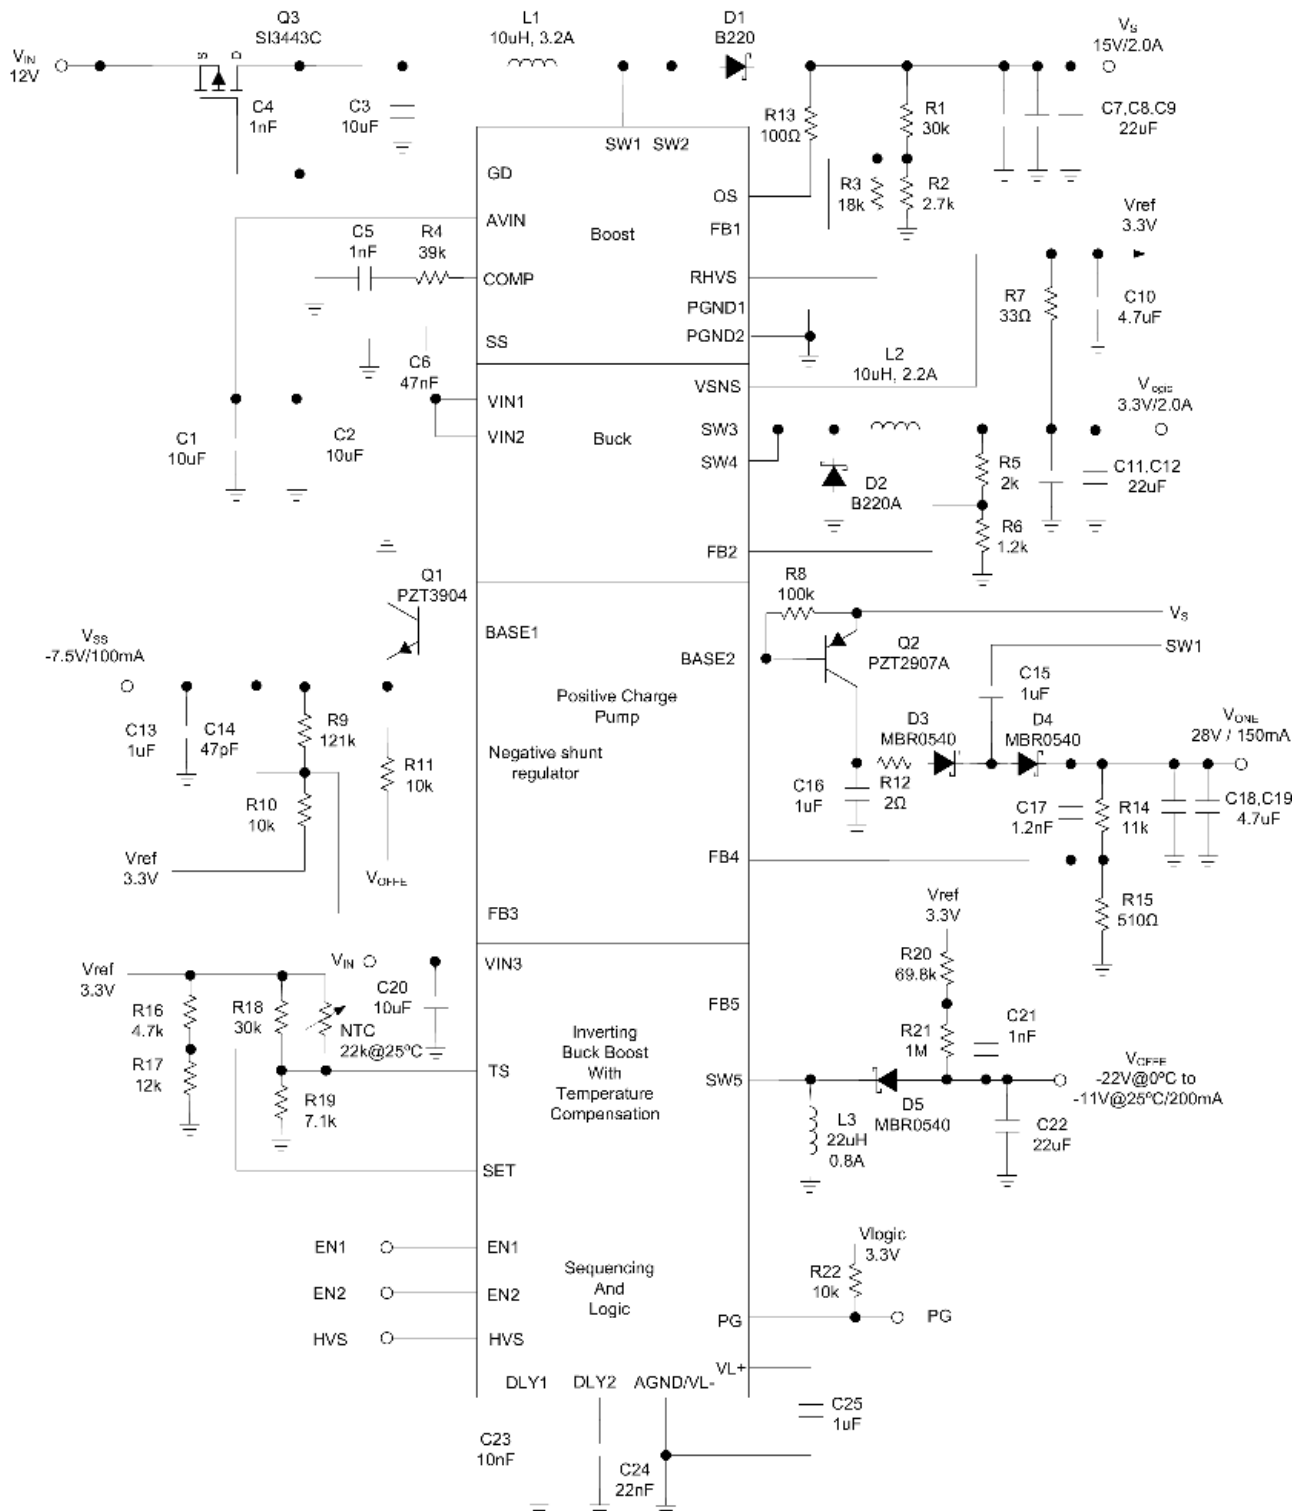 Q3
SI3443C
L1
10uH, 3.2A
D1
B220
VS
15V/2.0A
VIN
12V
S
D
C4
1nF
C3
10uF
R13
100Ω
R1
30k
C7,C8,C9
22uF
SW1 SW2
GD
OS
R3
18k
R2
2.7k
AVIN
FB1
Vref
3.3V
C5
1nF
R4
39k
Boost
COMP
RHVS
R7
33Ω
C10
4.7uF
PGND1
SS
PGND2
C6
47nF
L2
10uH, 2.2A
VSNS
Vogic
3.3V/2.0A
VIN1
VIN2
Buck
SW3
SW4
C1
10uF
C2
10uF
D2
B220A
R5
2k
C11,C12
22uF
R6
1.2k
FB2
Q1
PZT3904
R8
100k
VS
BASE1
VSS
-7.5V/100mA
BASE2
Q2
PZT2907A
SW1
C15
1uF
Positive Charge
Pump
C13
1uF
C14
47pF
R9
121k
D3
MBR0540
D4
MBR0540
VONE
28V / 150mA
Negative shunt
regulator
R11
10k
R10
10k
C16
1uF
R12
2Ω
C17
1.2nF
R14
11k
C18,C19
4.7uF
Vref
3.3V
VOFFE
FB4
FB3
Vref
3.3V
R15
510Ω
Vref
3.3V
VIN
VIN3
R20
69.8k
R16
4.7k
R18
30k
NTC
22k@25ºC
C20
10uF
FB5
R21
1M
C21
1nF
Inverting
Buck Boost
With
Temperature
Compensation
R17
12k
TS
SW5
VOFFE
-22V@0ºC to
-11V@25ºC/200mA
R19
7.1k
D5
MBR0540
L3
22uH
0.8A
C22
22uF
SET
EN1
EN1
Vlogic
3.3V
Sequencing
And
Logic
R22
10k
EN2
EN2
HVS
HVS
PG
PG
VL+
DLY1 DLY2 AGND/VL-
C25
1uF
C23
10nF
C24
22nF